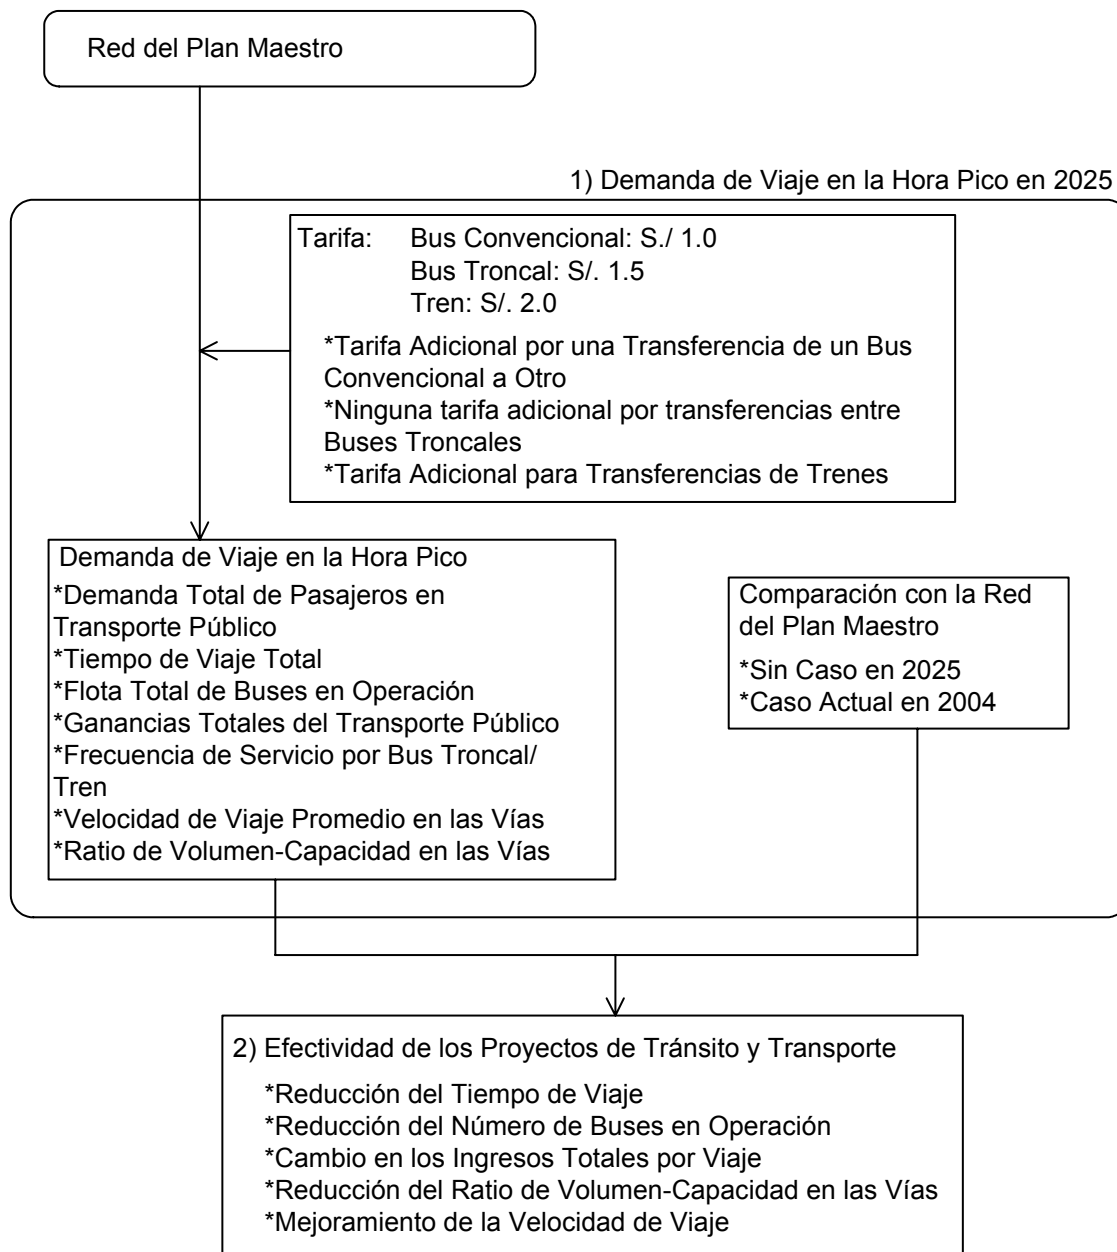 Red del Plan Maestro
1) Demanda de Viaje en la Hora Pico en 2025
Tarifa: Bus Convencional: S./ 1.0
Bus Troncal: S/. 1.5
Tren: S/. 2.0
*Tarifa Adicional por una Transferencia de un Bus
Convencional a Otro
*Ninguna tarifa adicional por transferencias entre
Buses Troncales
*Tarifa Adicional para Transferencias de Trenes
Demanda de Viaje en la Hora Pico
*Demanda Total de Pasajeros en
Transporte Público
*Tiempo de Viaje Total
*Flota Total de Buses en Operación
*Ganancias Totales del Transporte Público
*Frecuencia de Servicio por Bus Troncal/
Tren
*Velocidad de Viaje Promedio en las Vías
*Ratio de Volumen-Capacidad en las Vías
Comparación con la Red
del Plan Maestro
*Sin Caso en 2025
*Caso Actual en 2004
2) Efectividad de los Proyectos de Tránsito y Transporte
*Reducción del Tiempo de Viaje
*Reducción del Número de Buses en Operación
*Cambio en los Ingresos Totales por Viaje
*Reducción del Ratio de Volumen-Capacidad en las Vías
*Mejoramiento de la Velocidad de Viaje